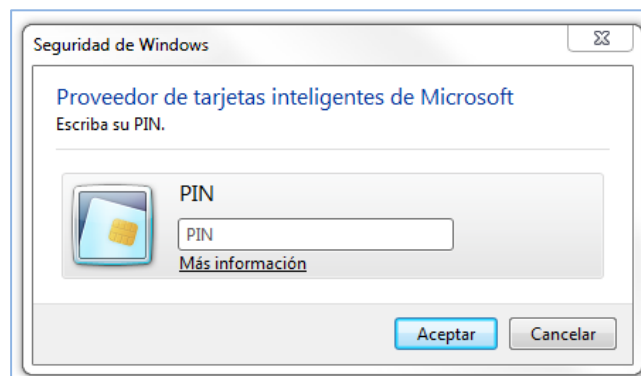 Seguridad de Windows
Proveedor de tarjetas inteligentes de Microsoft
Escriba su PIN.
PIN
PIN
Más información
Aceptar
Cancelar